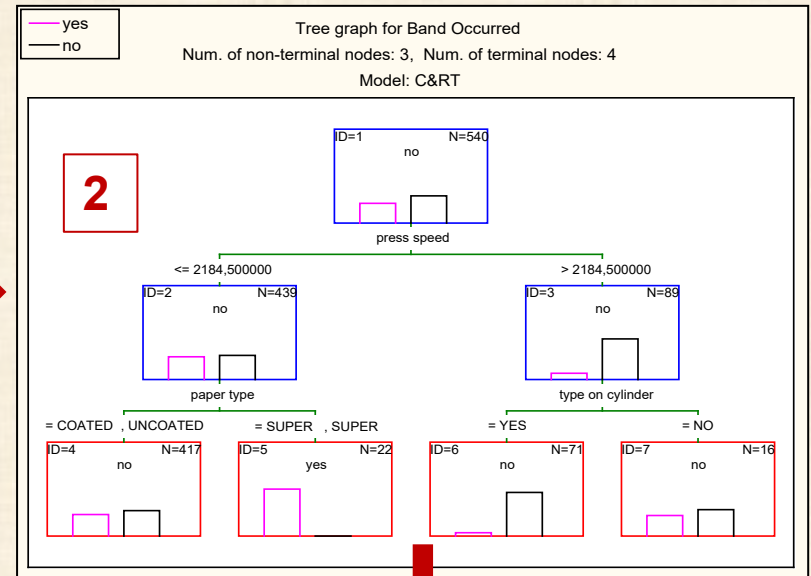 yes
no
Tree graph for Band Occurred
Num. of non-terminal nodes: 3,  Num. of terminal nodes: 4
Model: C&RT
2
ID=1 N=540
no
press speed
<= 2184,500000 > 2184,500000
ID=2 N=439 ID=3 N=89
no no
paper type type on cylinder
= COATED  , UNCOATED = SUPER  , SUPER = YES = NO
ID=4 N=417 ID=5 N=22 ID=6 N=71 ID=7 N=16
no yes no no